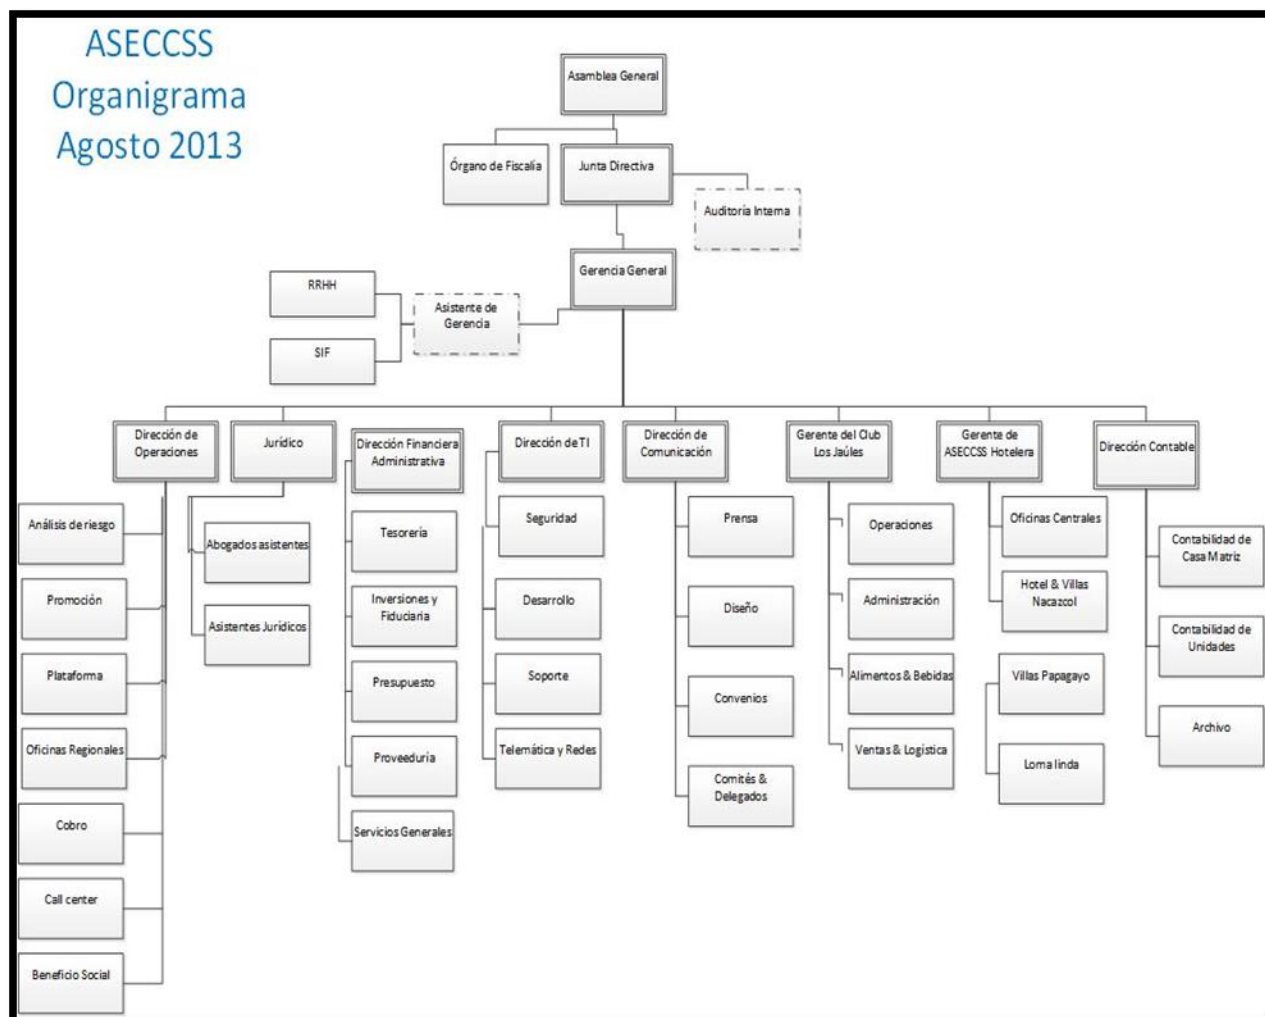 ASECCSS
Organigrama
Agosto 2013
Asamblea General
Órgano de Fiscalía
Junta Directiva
Auditoría Interna
Gerencia General
RRHH
Asistente de
Gerencia
SIF
Dirección de
Operaciones
Jurídico
Dirección Financiera
Administrativa
Dirección de TI
Dirección de
Comunicación
Gerente del Club
Los Jaúles
Gerente de
ASECCSS Hotelera
Dirección Contable
Análisis de riesgo
Promoción
Plataforma
Oficinas Regionales
Cobro
Call center
Beneficio Social
Abogados asistentes
Asistentes Jurídicos
Tesorería
Inversiones y
Fiduciaria
Presupuesto
Proveeduría
Servicios Generales
Seguridad
Desarrollo
Soporte
Telemática y Redes
Prensa
Diseño
Convenios
Comités &
Delegados
Operaciones
Administración
Alimentos & Bebidas
Ventas & Logística
Oficinas Centrales
Hotel & Villas
Nacazcol
Villas Papagayo
Loma linda
Contabilidad de
Casa Matriz
Contabilidad de
Unidades
Archivo